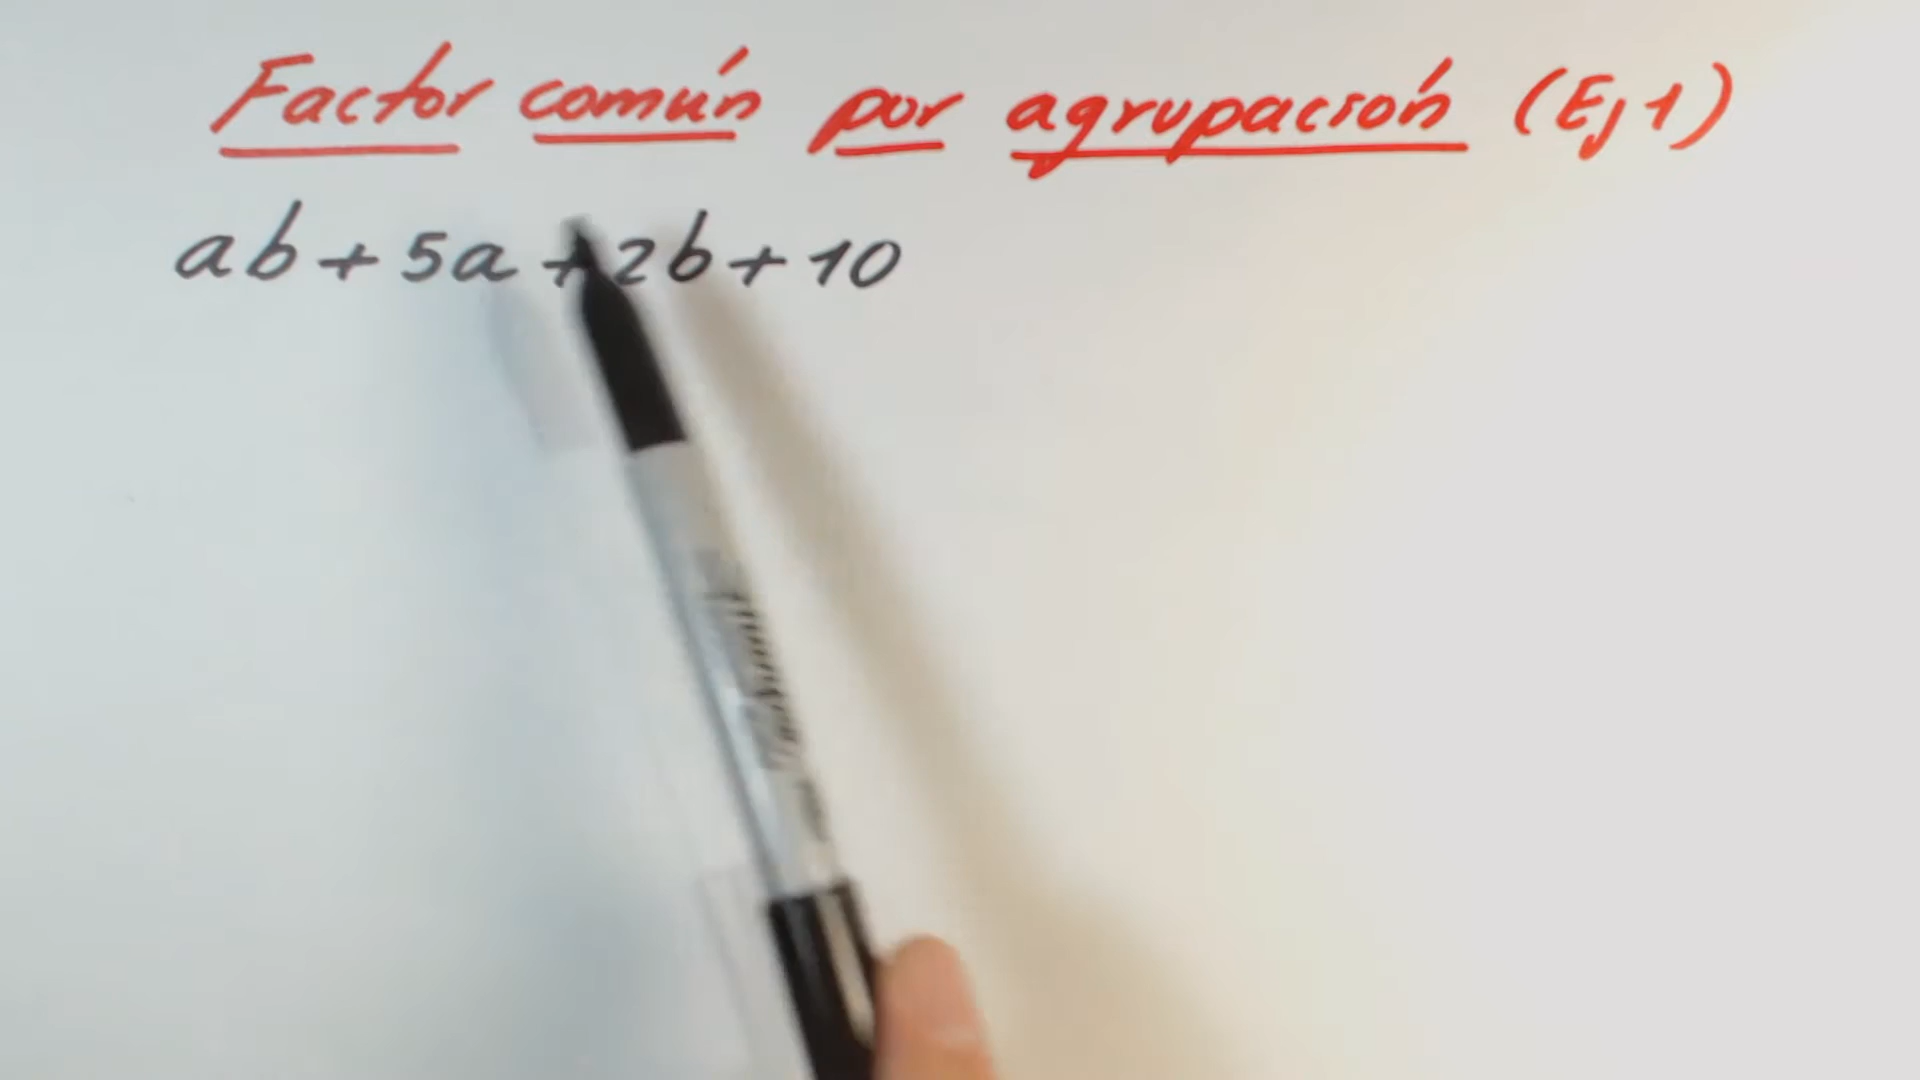 Factor común por agrupación (Ej 1)
ab + 5a + 2b + 10